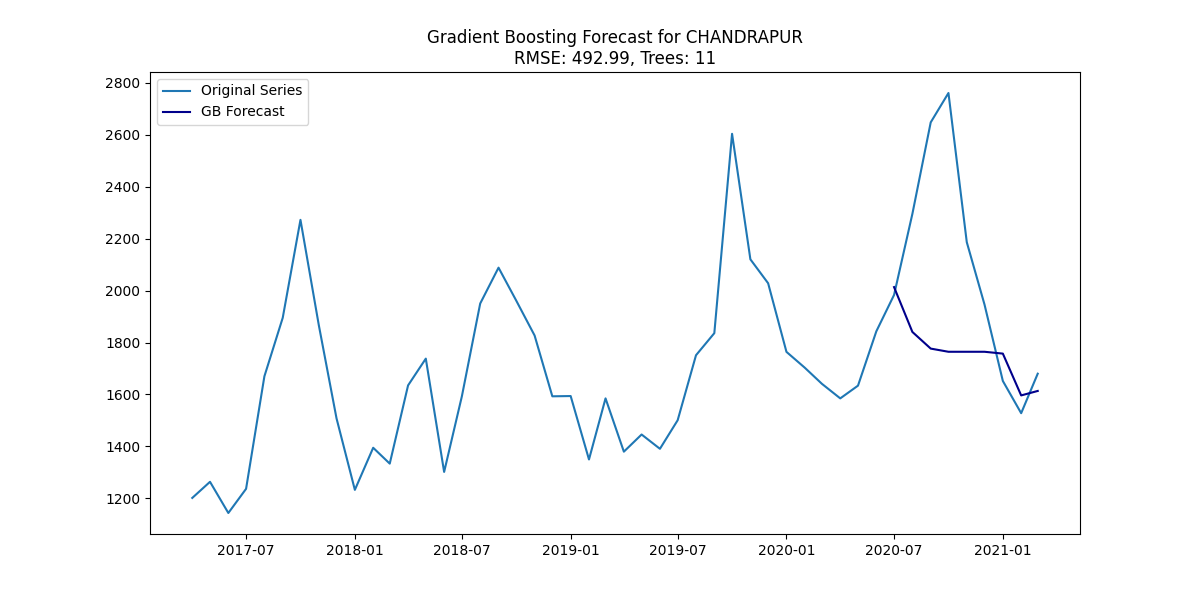 Gradient Boosting Forecast for CHANDRAPUR
RMSE: 492.99, Trees: 11
Original Series
GB Forecast
2800
2600
2400
2200
2000
1800
1600
1400
1200
2017-07 2018-01 2018-07 2019-01 2019-07 2020-01 2020-07 2021-01